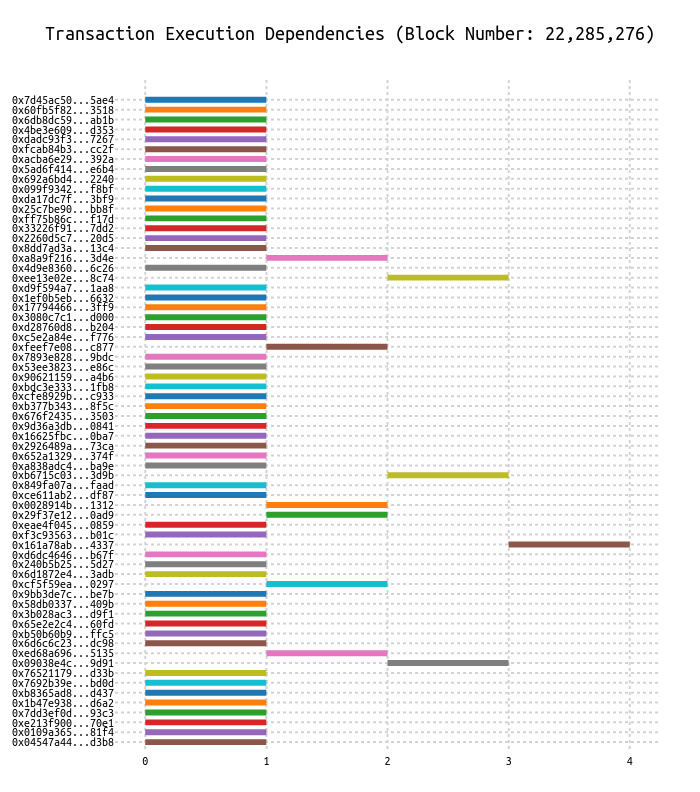 Transaction Execution Dependencies (Block Number: 22,285,276)
0x7d45ac50...5ae4
0x60fb5f82...3518
0x6db8dc59...ab1b
0x4be3e609...d353
0xdadc93f3...7267
0xfcab84b3...cc2f
0xacba6e29...392a
0x5ad6f414...e6b4
0x692a6bd4...2240
0x099f9342...f8bf
0xda17dc7f...3bf9
0x25c7be90...bb8f
0xff75b86c...f17d
0x33226f91...7dd2
0x2260d5c7...20d5
0x8dd7ad3a...13c4
0xa8a9f216...3d4e
0x4d9e8360...6c26
0xee13e02e...8c74
0xd9f594a7...1aa8
0x1ef0b5eb...6632
0x17794466...3ff9
0x3080c7c1...d000
0xd28760d8...b204
0xc5e2a84e...f776
0xfeef7e08...c877
0x7893e828...9bdc
0x53ee3823...e86c
0x90621159...a4b6
0xbdc3e333...1fb8
0xcfe8929b...c933
0xb377b343...8f5c
0x676f2435...3503
0x9d36a3db...0841
0x16625fbc...0ba7
0x2926489a...73ca
0x652a1329...374f
0xa838adc4...ba9e
0xb6715c03...3d9b
0x849fa07a...faad
0xce611ab2...df87
0x0028914b...1312
0x29f37e12...0ad9
0xeae4f045...0859
0xf3c93563...b01c
0x161a78ab...4337
0xd6dc4646...b67f
0x240b5b25...5d27
0x6d1872e4...3adb
0xcf5f59ea...0297
0x9bb3de7c...be7b
0x58db0337...409b
0x3b028ac3...d9f1
0x65e2e2c4...60fd
0xb50b60b9...ffc5
0x6d6c6c23...dc98
0xed68a696...5135
0x09038e4c...9d91
0x76521179...d33b
0x7692b39e...bd0d
0xb8365ad8...d437
0x1b47e938...d6a2
0x7dd3ef0d...93c3
0xe213f900...70e1
0x0109a365...81f4
0x04547a44...d3b8
0 1 2 3 4